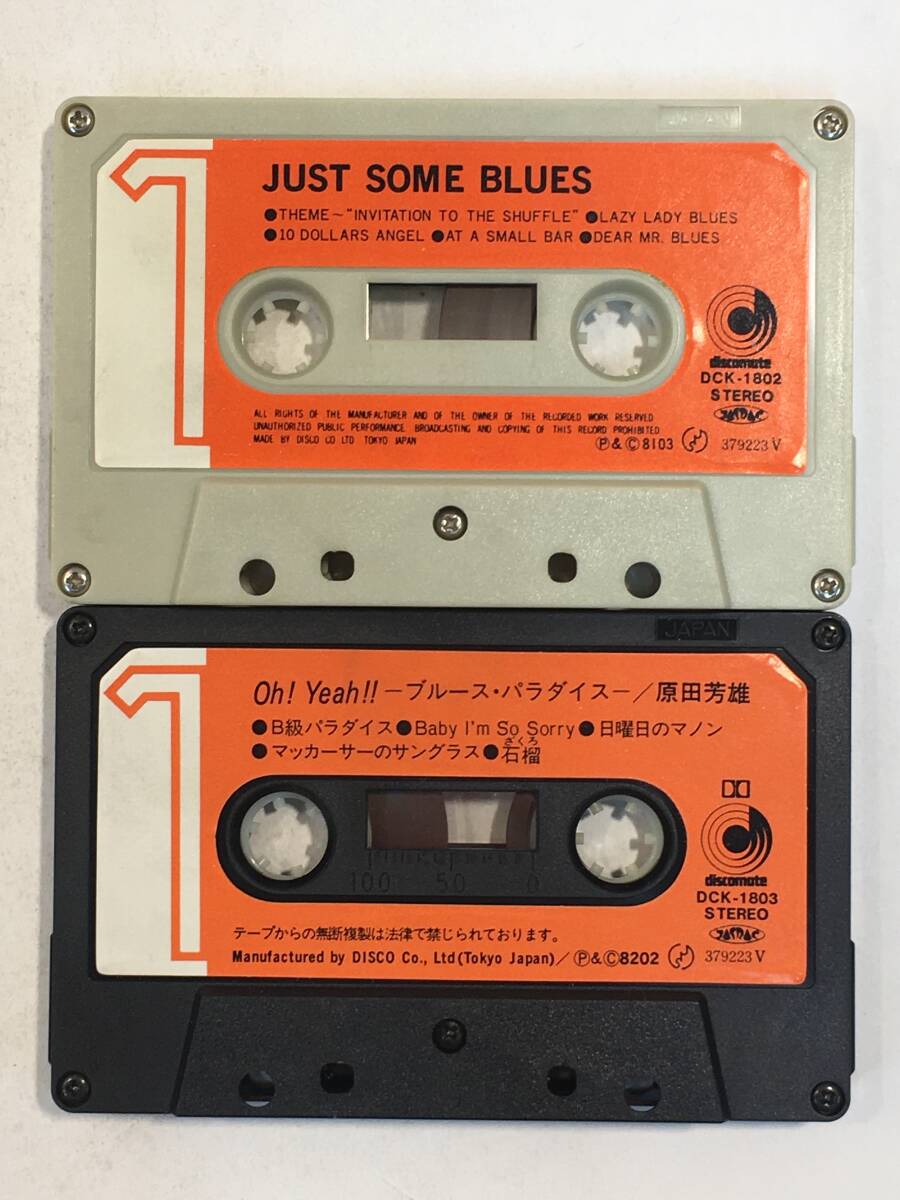 JAPAN
1
JUST SOME BLUES
●THEME～"INVITATION TO THE SHUFFLE" ●LAZY LADY BLUES
●10 DOLLARS ANGEL ●AT A SMALL BAR ●DEAR MR. BLUES
discomate
DCK-1802
STEREO
JASRAC
ALL RIGHTS OF THE MANUFACTURER AND OF THE OWNER OF THE RECORDED WORK RESERVED
UNAUTHORIZED PUBLIC PERFORMANCE BROADCASTING AND COPYING OF THIS RECORD PROHIBITED
MADE BY DISCO CO LTD TOKYO JAPAN Ⓟ&Ⓒ8103 379223 V
JAPAN
1
Oh! Yeah!! ーブルース・パラダイスー／原田芳雄
●B級パラダイス●Baby I'm So Sorry●日曜日のマノン
ざくろ
●マッカーサーのサングラス●石榴
100 50 0
discomate
DCK-1803
STEREO
JASRAC
テープからの無断複製は法律で禁じられております。
Manufactured by DISCO Co., Ltd(Tokyo Japan)／Ⓟ&Ⓒ8202 379223 V